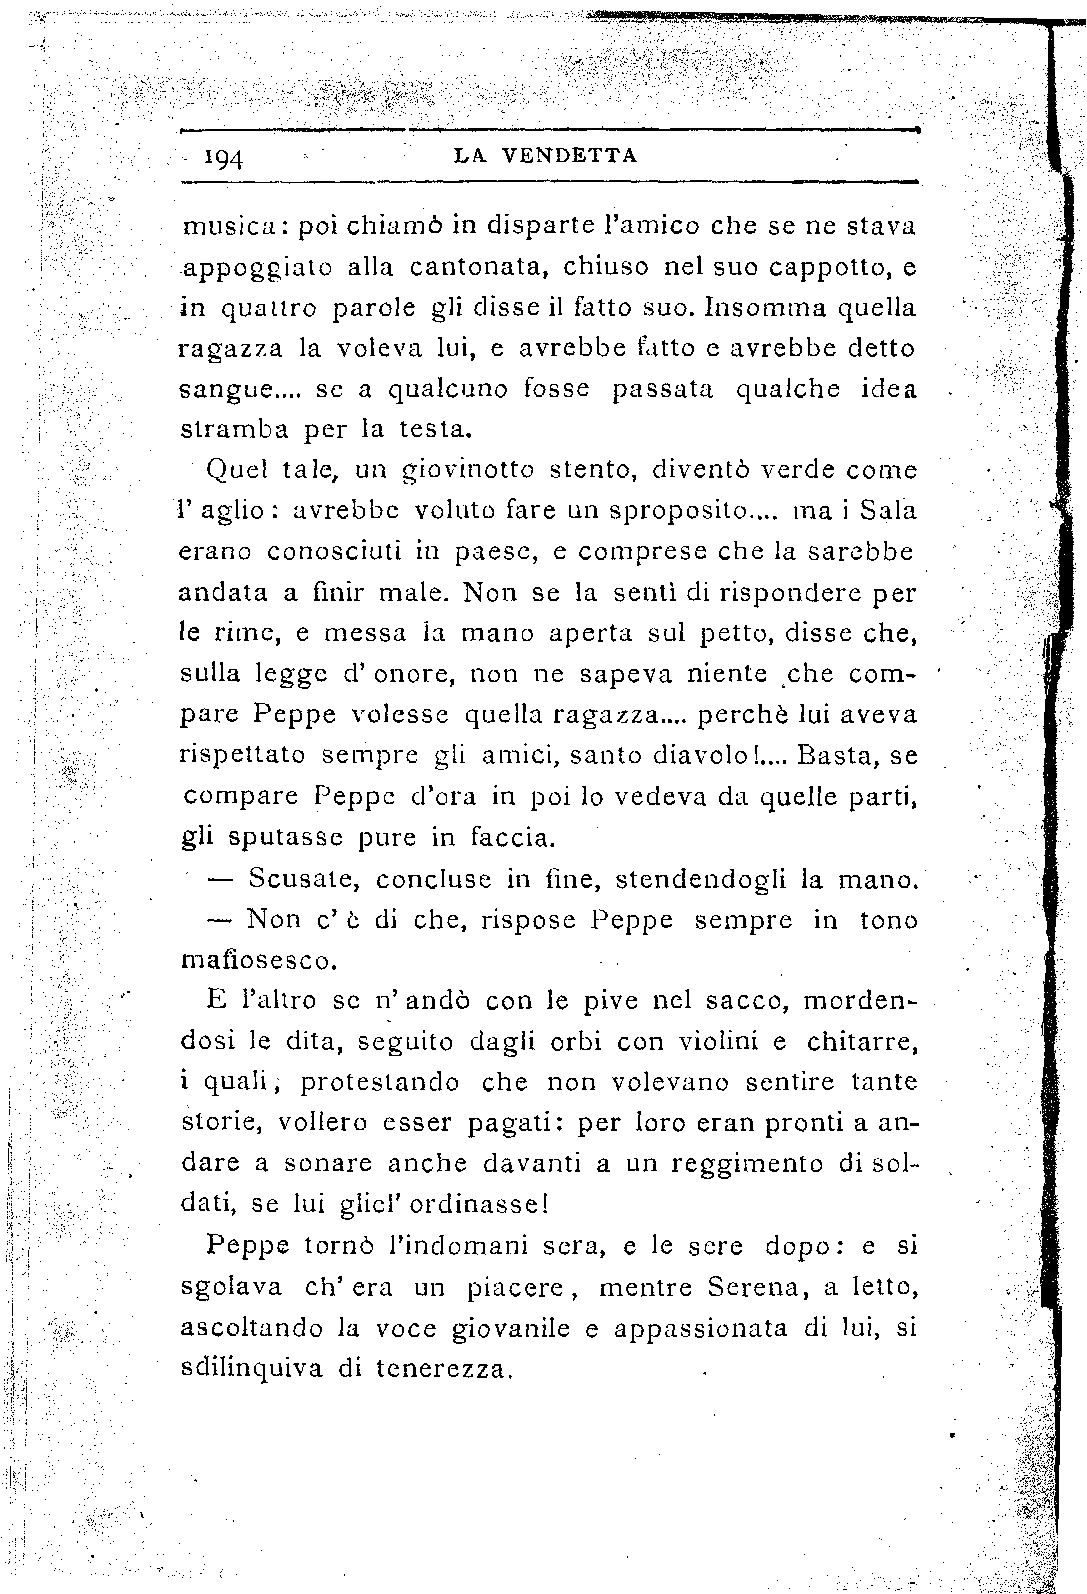 194 LA VENDETTA
musica: poi chiamò in disparte l'amico che se ne stava
appoggiato alla cantonata, chiuso nel suo cappotto, e
in quattro parole gli disse il fatto suo. Insomma quella
ragazza la voleva lui, e avrebbe fatto e avrebbe detto
sangue.... se a qualcuno fosse passata qualche idea
stramba per la testa.
Quel tale, un giovinotto stento, diventò verde come
l' aglio: avrebbe voluto fare un sproposito.... ma i Sala
erano conosciuti in paese, e comprese che la sarebbe
andata a finir male. Non se la sentì di rispondere per
le rime, e messa la mano aperta sul petto, disse che,
sulla legge d' onore, non ne sapeva niente che com-
pare Peppe volesse quella ragazza.... perchè lui aveva
rispettato sempre gli amici, santo diavolo!.... Basta, se
compare Peppe d'ora in poi lo vedeva da quelle parti,
gli sputasse pure in faccia.
— Scusate, concluse in fine, stendendogli la mano.
— Non c' è di che, rispose Peppe sempre in tono
mafiosesco.
E l'altro se n' andò con le pive nel sacco, morden-
dosi le dita, seguito dagli orbi con violini e chitarre,
i quali, protestando che non volevano sentire tante
storie, vollero esser pagati: per loro eran pronti a an-
dare a sonare anche davanti a un reggimento di sol-
dati, se lui gliel' ordinasse!
Peppe tornò l'indomani sera, e le sere dopo: e si
sgolava ch' era un piacere, mentre Serena, a letto,
ascoltando la voce giovanile e appassionata di lui, si
sdilinquiva di tenerezza.